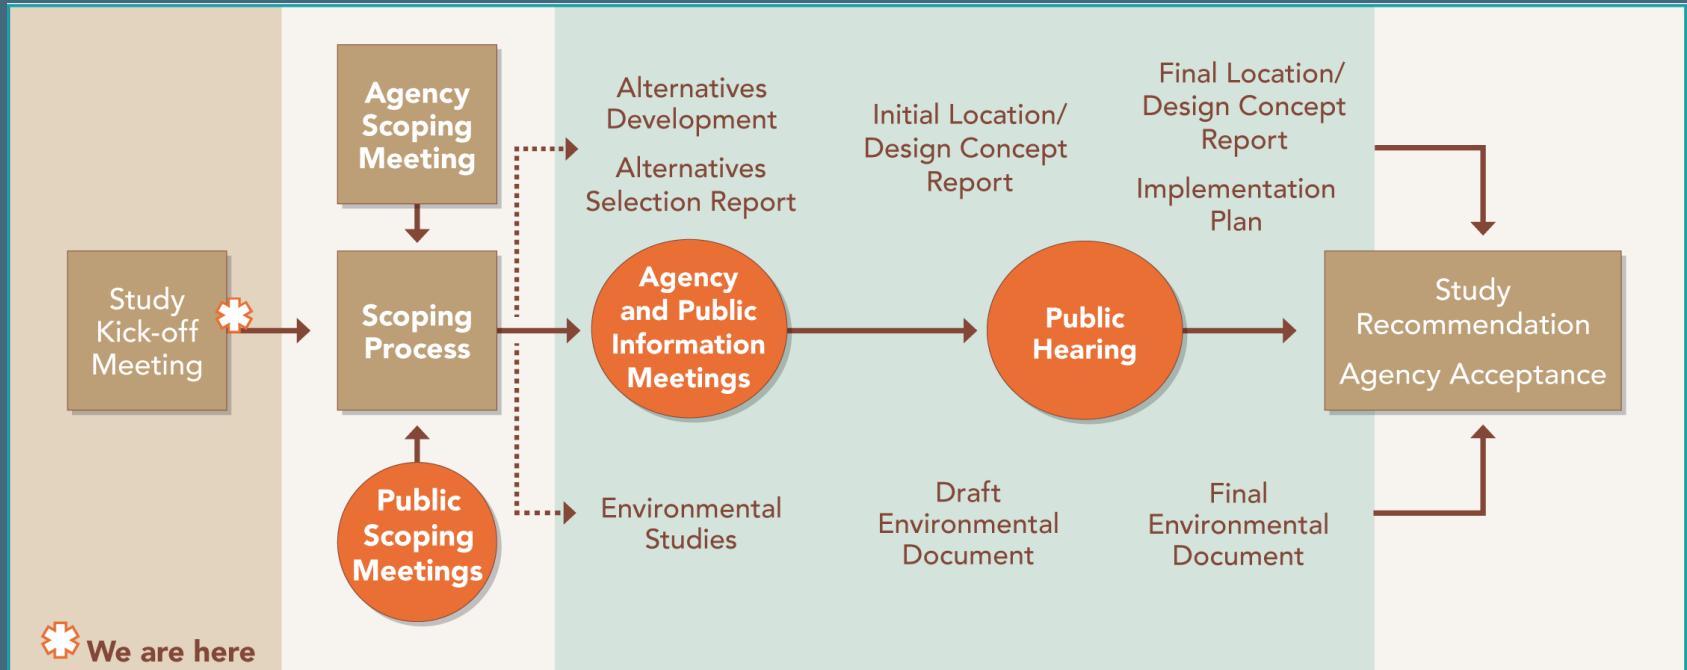 Study
Kick-off
Meeting
We are here
Agency
Scoping
Meeting
Scoping
Process
Public
Scoping
Meetings
Alternatives
Development
Alternatives
Selection Report
Agency
and Public
Information
Meetings
Environmental
Studies
Initial Location/
Design Concept
Report
Public
Hearing
Draft
Environmental
Document
Final Location/
Design Concept
Report
Implementation
Plan
Final
Environmental
Document
Study
Recommendation
Agency Acceptance